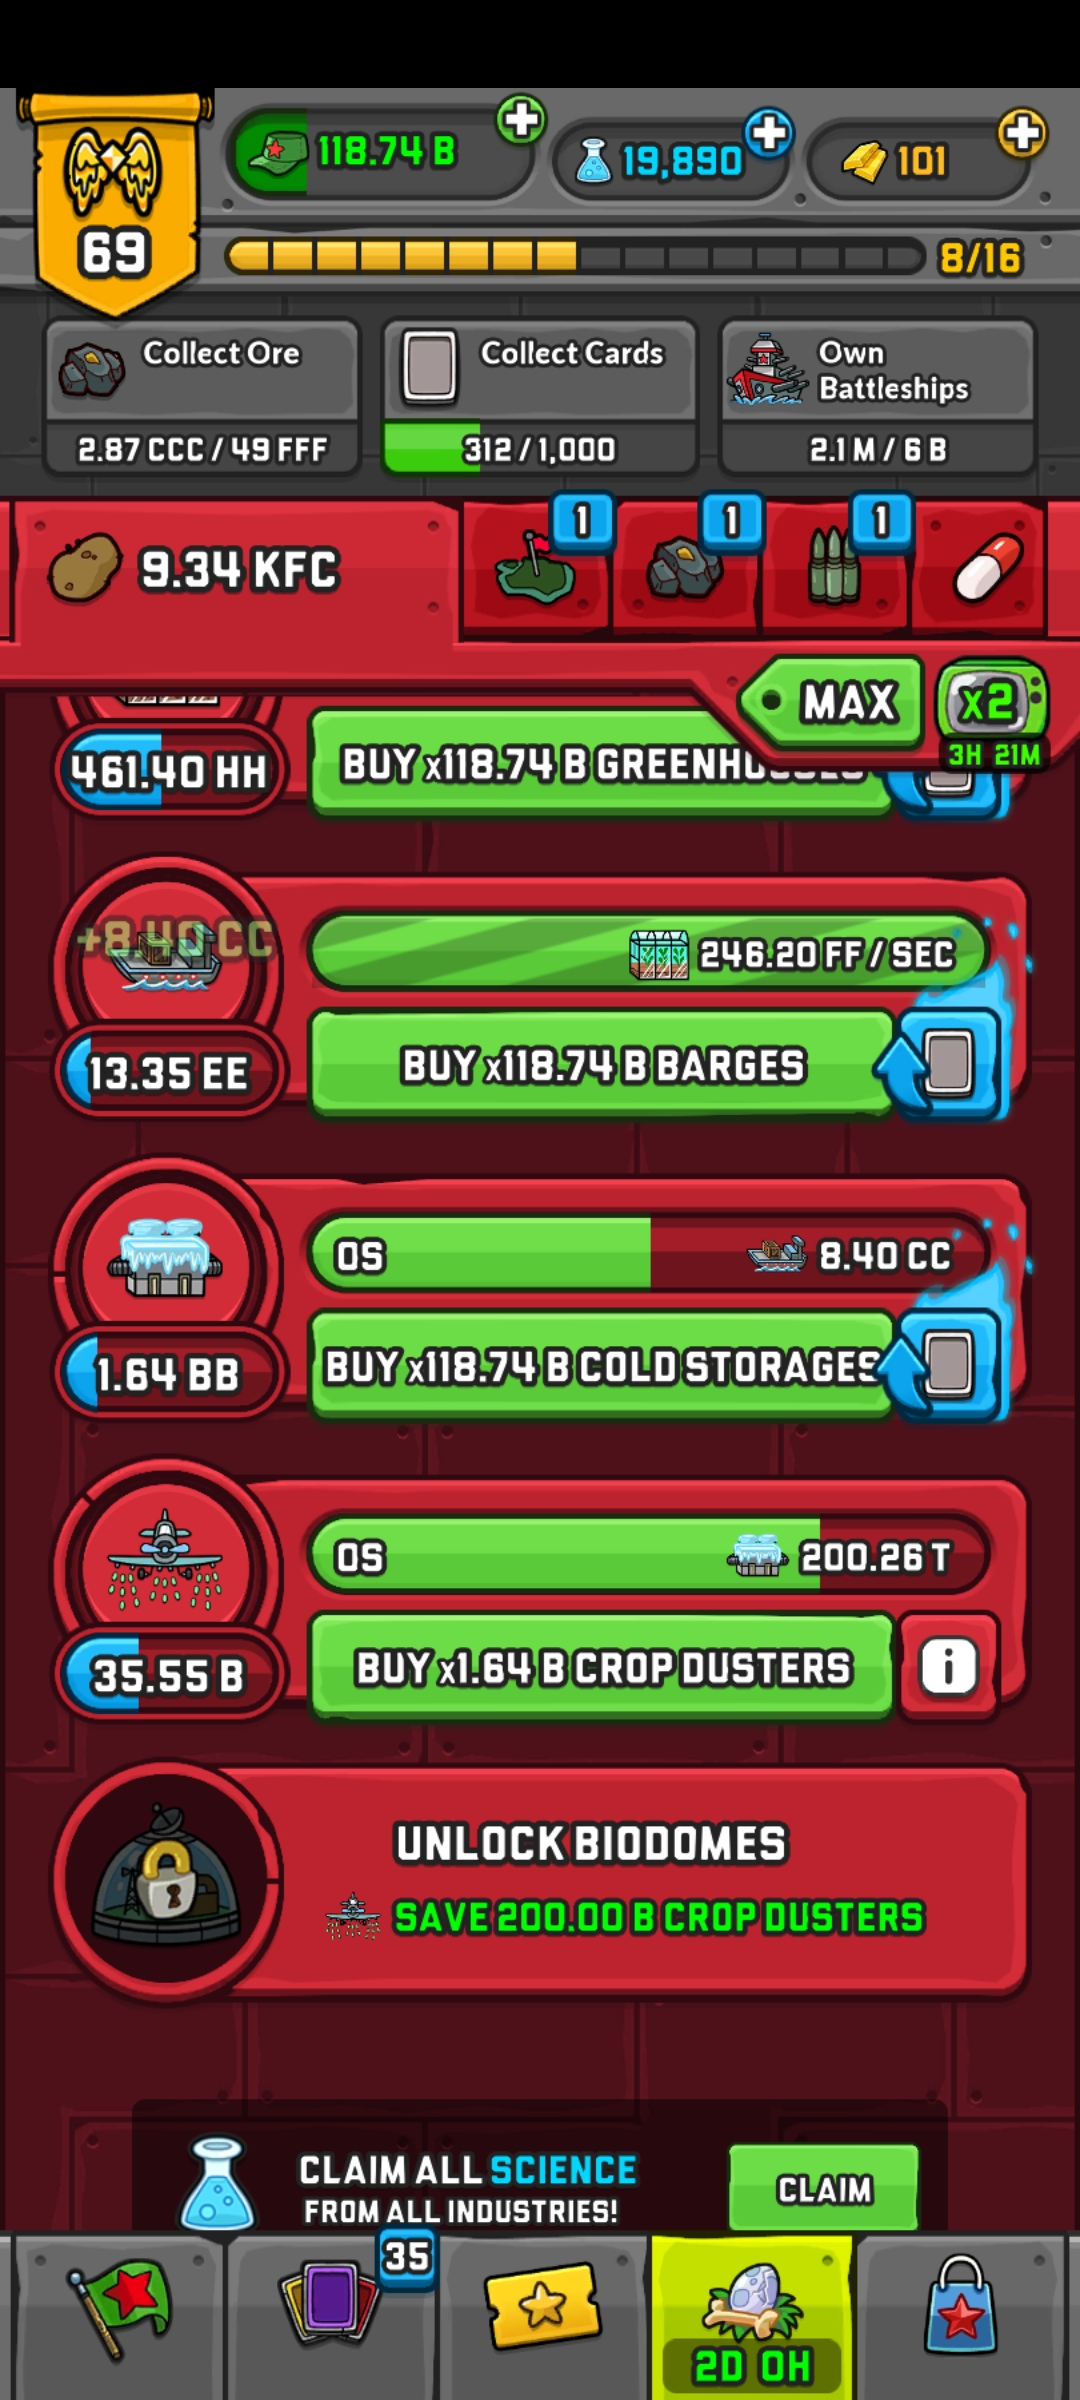 69
118.74 B
19,890
101
8/16
Collect Ore
2.87 CCC / 49 FFF
Collect Cards
312 / 1,000
Own
Battleships
2.1 M / 6 B
9.34 KFC
1
1
1
MAX
x2
3H 21M
461.40 HH
BUY x118.74 B GREENHOUSES
+8.40 CC
246.20 FF / SEC
13.35 EE
BUY x118.74 B BARGES
0S
8.40 CC
1.64 BB
BUY x118.74 B COLD STORAGES
0S
200.26 T
35.55 B
BUY x1.64 B CROP DUSTERS
i
UNLOCK BIODOMES
SAVE 200.00 B CROP DUSTERS
CLAIM ALL SCIENCE
FROM ALL INDUSTRIES!
CLAIM
35
2D 0H